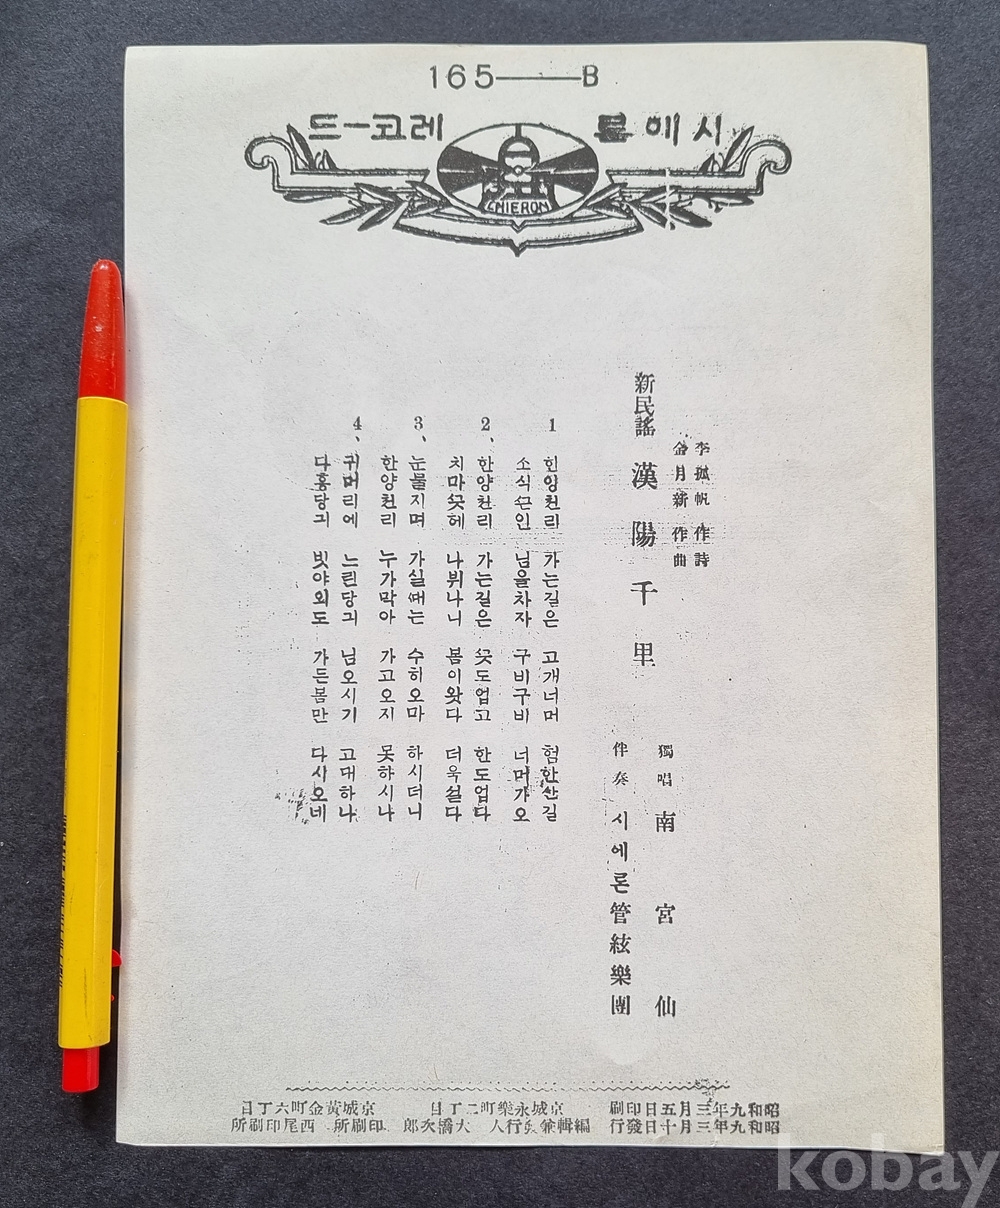 165——B
시에론 레코-드
CHIERON
李孤帆 作詩
金月新 作曲
新民謠 漢陽千里
獨唱 南宮仙
伴奏 시에론管絃樂團
1 한양천리 가는길은 고개너머 험한산길
소식은인 님을차자 구비구비 너머가오
2、 한양천리 가는길은 끗도업고 한도업다
치마끗헤 나뷔나니 봄이왓다 더욱설다
3、 눈물지며 가실때는 수히오마 하시더니
한양천리 누가막아 가고오지 못하시나
4、 귀머리에 느린당긔 님오시기 고대하나
다홍당긔 빗야외도 가든봄만 다시오네
昭和九年三月五日印刷
昭和九年三月十日發行
京城永樂町二丁目
編輯兼發行人 大橋次郎
京城黃金町六丁目
印刷所 西尾印刷所
kobay